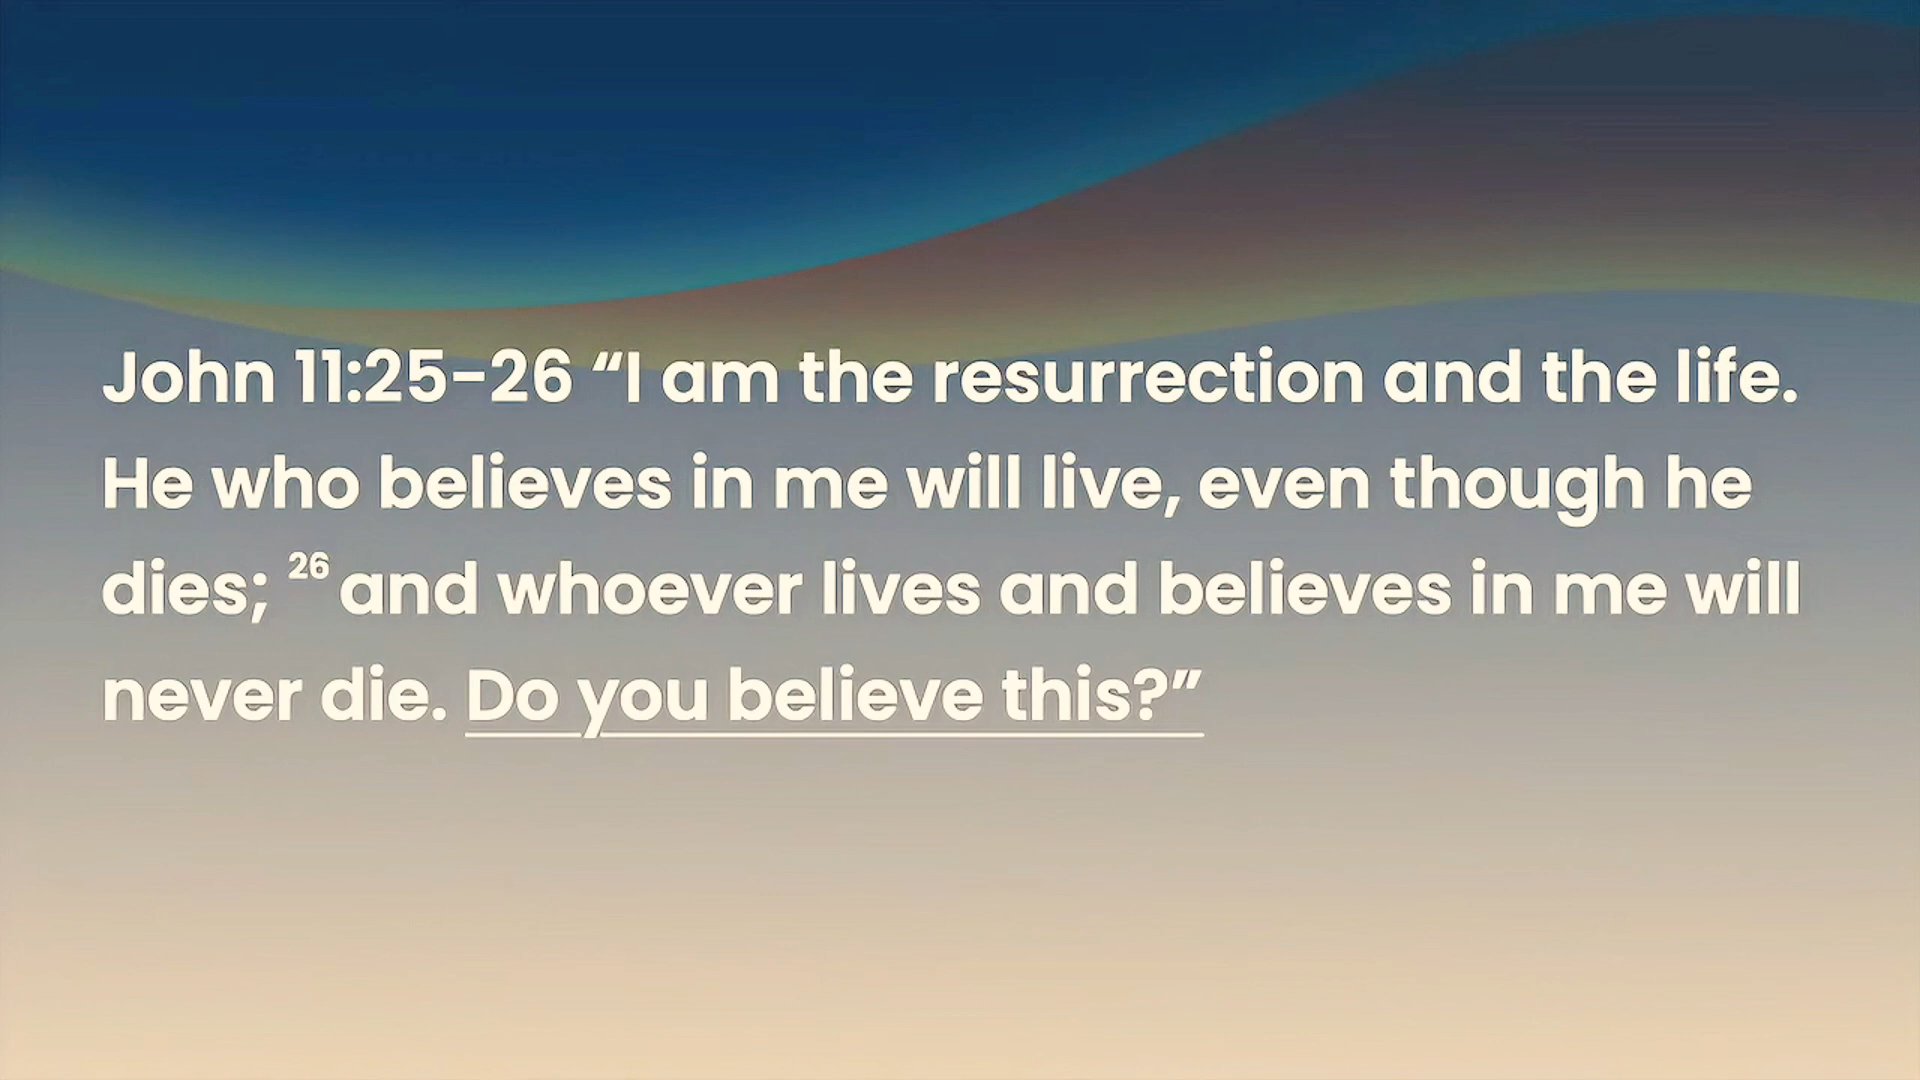 John 11:25-26 “I am the resurrection and the life.
He who believes in me will live, even though he
dies; 26 and whoever lives and believes in me will
never die. Do you believe this?”